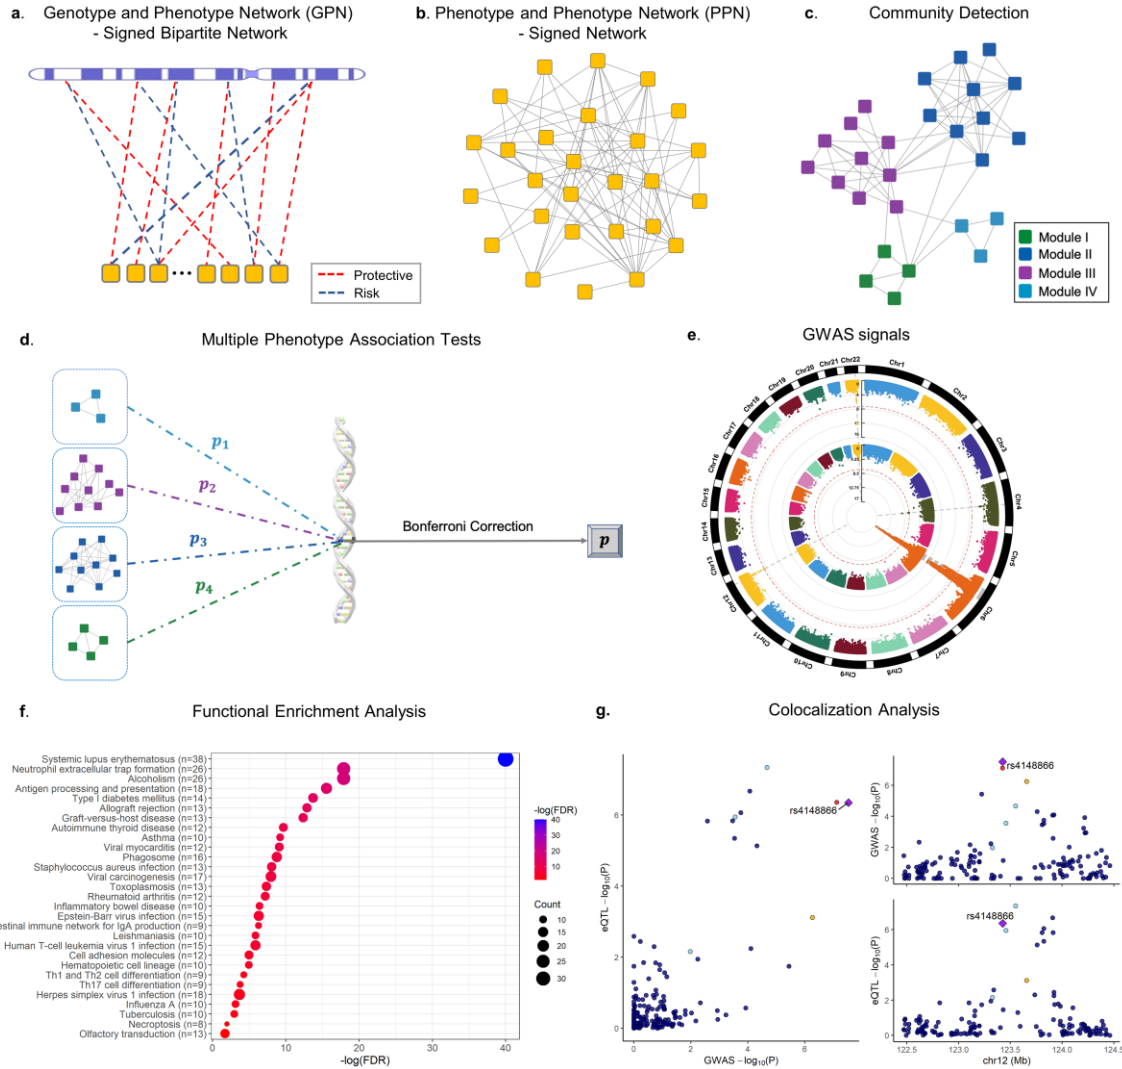 a. Genotype and Phenotype Network (GPN)
- Signed Bipartite Network
Protective
Risk
b. Phenotype and Phenotype Network (PPN)
- Signed Network
c. Community Detection
Module I
Module II
Module III
Module IV
d. Multiple Phenotype Association Tests
p1
p2
p3
p4
Bonferroni Correction
p
e. GWAS signals
Chr1
Chr2
Chr3
Chr4
Chr5
Chr6
Chr7
Chr8
Chr9
Chr10
Chr11
Chr12
Chr13
Chr14
Chr15
Chr16
Chr17
Chr18
Chr19
Chr20
Chr21
Chr22
f. Functional Enrichment Analysis
Systemic lupus erythematosus (n=38)
Neutrophil extracellular trap formation (n=26)
Alcoholism (n=26)
Antigen processing and presentation (n=18)
Type I diabetes mellitus (n=14)
Allograft rejection (n=13)
Graft-versus-host disease (n=13)
Autoimmune thyroid disease (n=12)
Asthma (n=10)
Viral myocarditis (n=12)
Phagosome (n=16)
Staphylococcus aureus infection (n=13)
Viral carcinogenesis (n=17)
Toxoplasmosis (n=13)
Rheumatoid arthritis (n=12)
Inflammatory bowel disease (n=10)
Epstein-Barr virus infection (n=15)
estinal immune network for IgA production (n=9)
Leishmaniasis (n=10)
Human T-cell leukemia virus 1 infection (n=15)
Cell adhesion molecules (n=12)
Hematopoietic cell lineage (n=10)
Th1 and Th2 cell differentiation (n=9)
Th17 cell differentiation (n=9)
Herpes simplex virus 1 infection (n=18)
Influenza A (n=10)
Tuberculosis (n=10)
Necroptosis (n=8)
Olfactory transduction (n=13)
0 10 20 30 40
-log(FDR)
-log(FDR)
40
30
20
10
Count
10
15
20
25
30
g. Colocalization Analysis
eQTL −log10(P)
6
4
2
0
rs4148866
0 2 4 6
GWAS −log10(P)
GWAS −log10(P)
6
4
2
0
rs4148866
eQTL −log10(P)
6
4
2
0
rs4148866
122.5 123.0 123.5 124.0 124.5
chr12 (Mb)